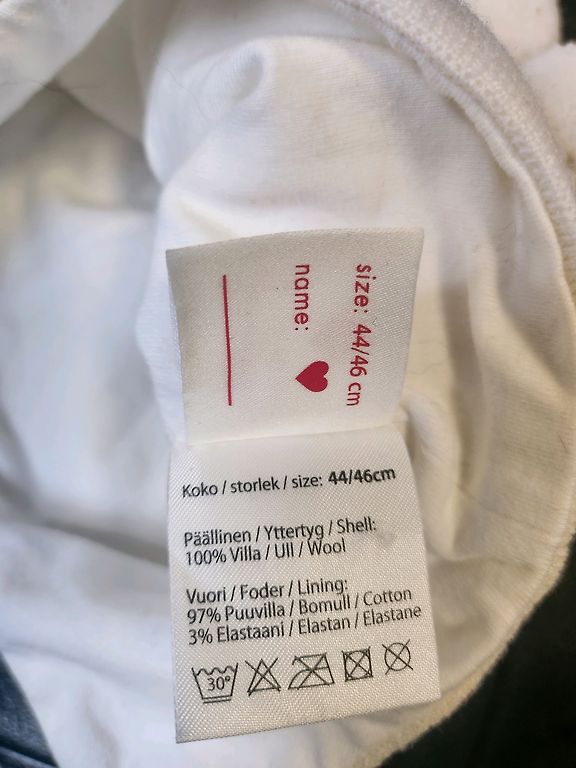 size: 44/46 cm
name:
Koko / storlek / size: 44/46cm
Päällinen / Yttertyg / Shell:
100% Villa / Ull / Wool
Vuori / Foder / Lining:
97% Puuvilla / Bomull / Cotton
3% Elastaani / Elastan / Elastane
30°